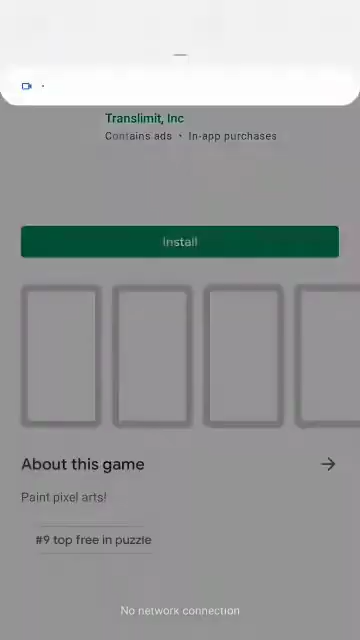 Translimit, Inc
Contains ads • In-app purchases
Install
About this game
Paint pixel arts!
#9 top free in puzzle
No network connection